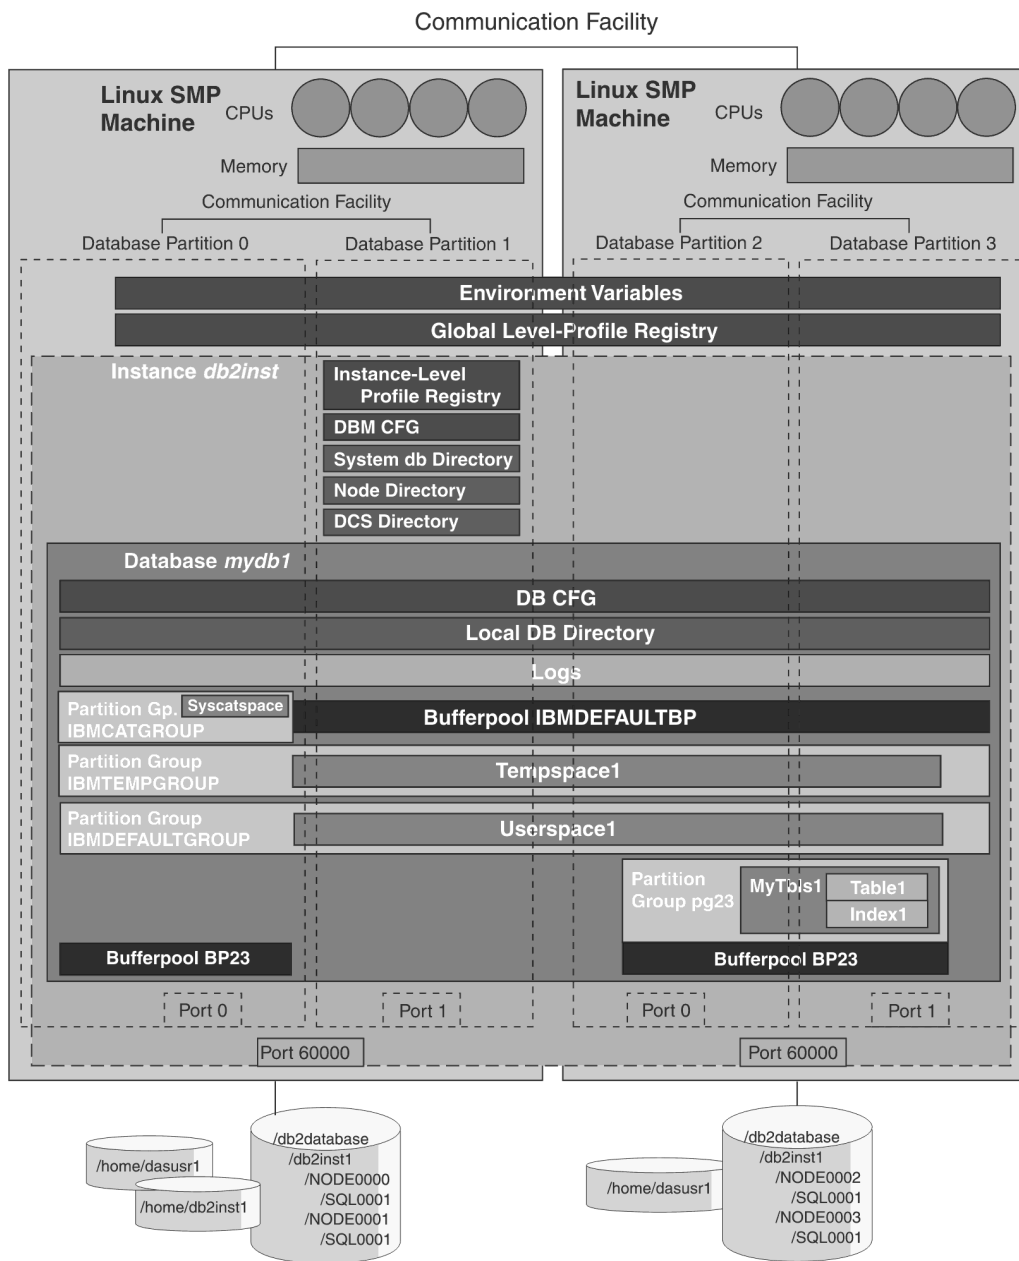 Communication Facility
Linux SMP
Machine
CPUs
Memory
Communication Facility
Database Partition 0
Database Partition 1
Linux SMP
Machine
CPUs
Memory
Communication Facility
Database Partition 2
Database Partition 3
Environment Variables
Global Level-Profile Registry
Instance db2inst
Instance-Level
Profile Registry
DBM CFG
System db Directory
Node Directory
DCS Directory
Database mydb1
DB CFG
Local DB Directory
Logs
Partition Gp.
IBMCATGROUP
Syscatspace
Bufferpool IBMDEFAULTBP
Partition Group
IBMTEMPGROUP
Tempspace1
Partition Group
IBMDEFAULTGROUP
Userspace1
Partition
Group pg23
MyTbls1
Table1
Index1
Bufferpool BP23
Bufferpool BP23
Port 0
Port 1
Port 0
Port 1
Port 60000
Port 60000
/home/dasusr1
/home/db2inst1
/db2database
/db2inst1
/NODE0000
/SQL0001
/NODE0001
/SQL0001
/home/dasusr1
/db2database
/db2inst1
/NODE0002
/SQL0001
/NODE0003
/SQL0001